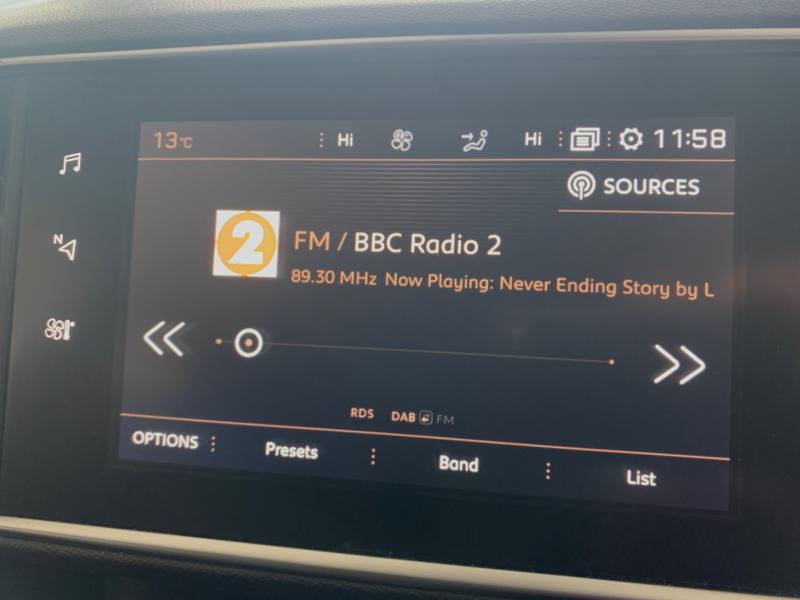 13°C Hi Hi 11:58
SOURCES
2 FM / BBC Radio 2
89.30 MHz Now Playing: Never Ending Story by L
N
RDS DAB FM
OPTIONS Presets Band List